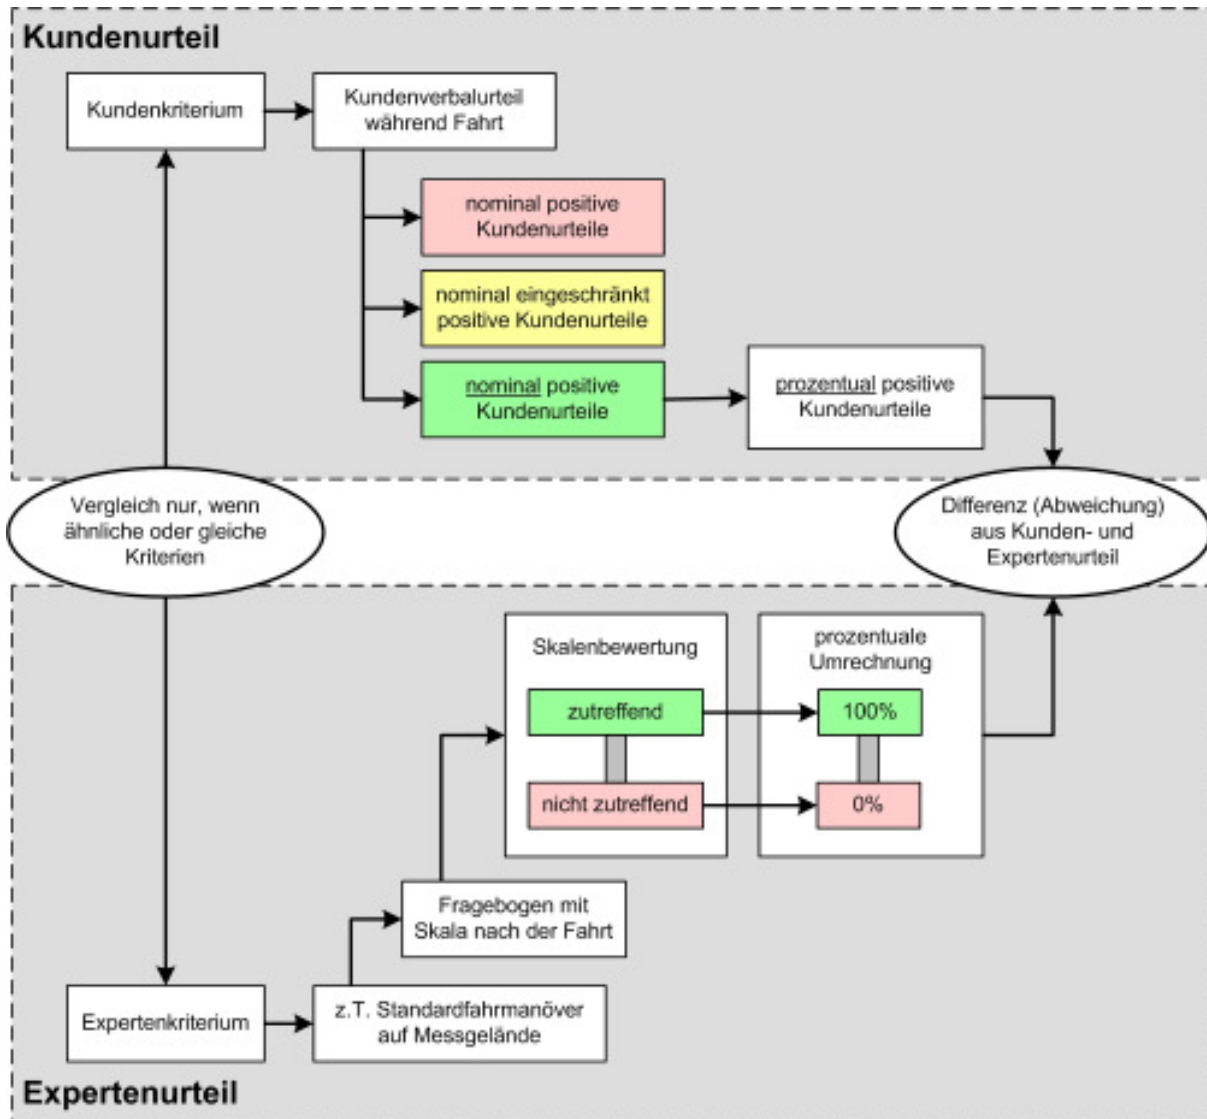 Kundenurteil
Kundenkriterium
Kundenverbalurteil
während Fahrt
nominal positive
Kundenurteile
nominal eingeschränkt
positive Kundenurteile
nominal positive
Kundenurteile
prozentual positive
Kundenurteile
Vergleich nur, wenn
ähnliche oder gleiche
Kriterien
Differenz (Abweichung)
aus Kunden- und
Expertenurteil
Skalenbewertung
zutreffend
nicht zutreffend
prozentuale
Umrechnung
100%
0%
Fragebogen mit
Skala nach der Fahrt
Expertenkriterium
z.T. Standardfahrmanöver
auf Messgelände
Expertenurteil